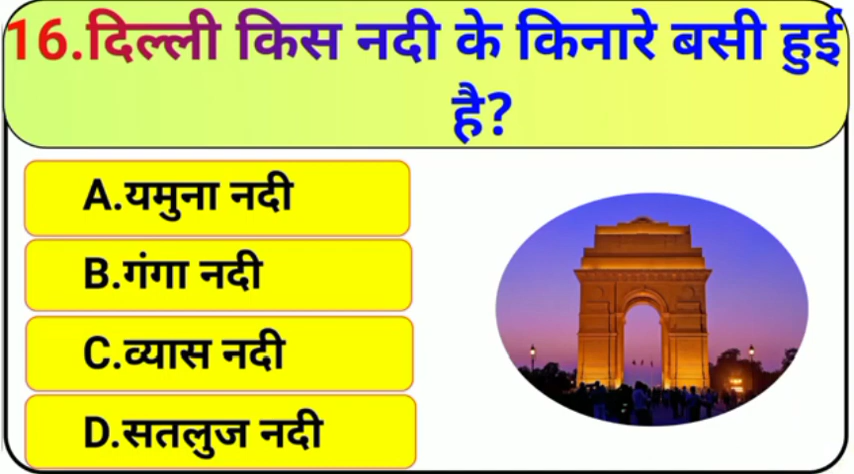 16.दिल्ली किस नदी के किनारे बसी हुई
है?
A.यमुना नदी
B.गंगा नदी
C.व्यास नदी
D.सतलुज नदी